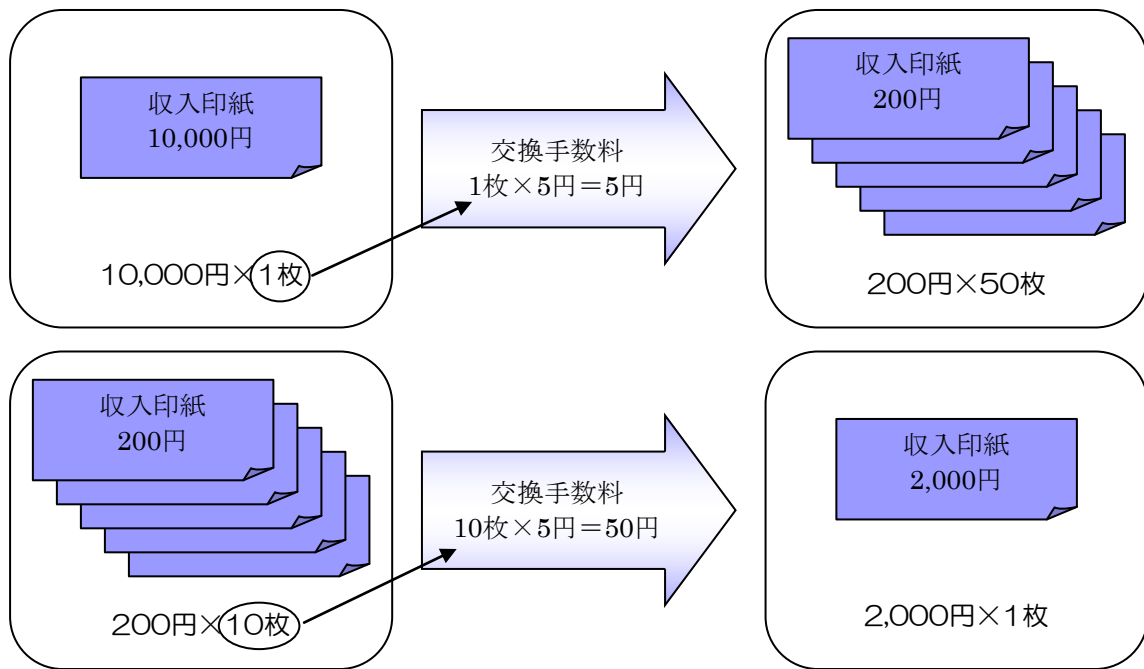 収入印紙
10,000円
10,000円×1枚
交換手数料
1枚×5円＝5円
収入印紙
200円
200円×50枚
収入印紙
200円
200円×10枚
交換手数料
10枚×5円＝50円
収入印紙
2,000円
2,000円×1枚